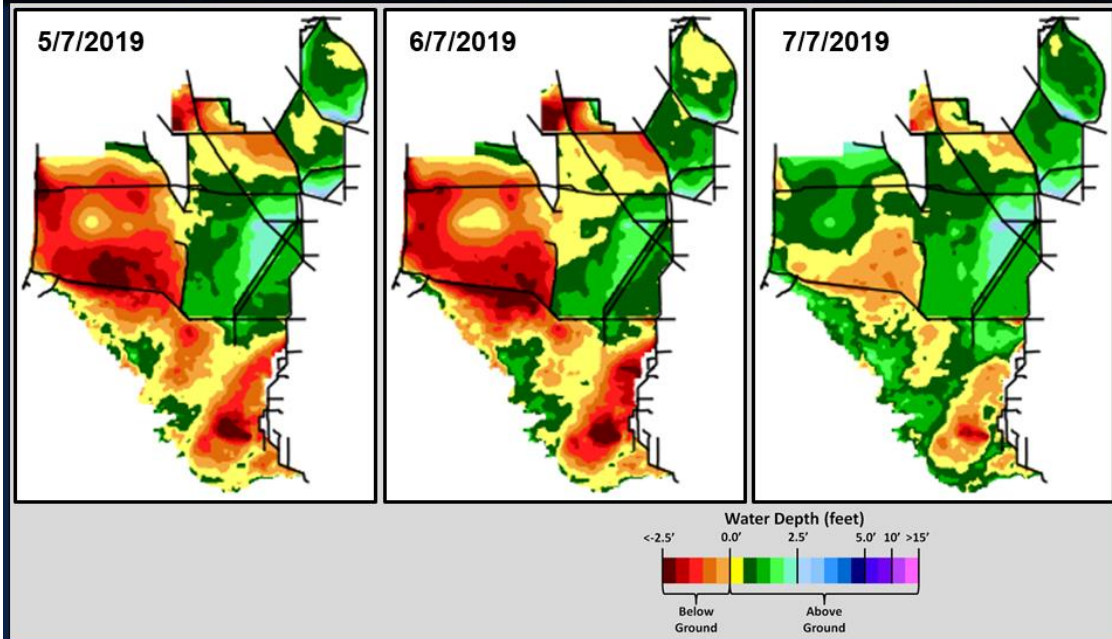 5/7/2019
6/7/2019
7/7/2019
Water Depth (feet)
<-2.5' 0.0' 2.5' 5.0' 10' >15'
Below Ground
Above Ground